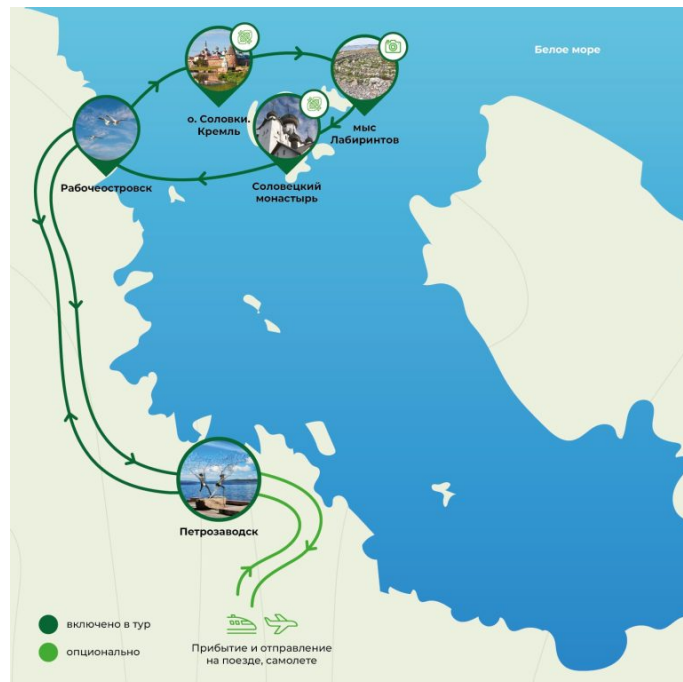 Белое море
о. Соловки.
Кремль
мыс
Лабиринтов
Рабочеостровск
Соловецкий
монастырь
Петрозаводск
включено в тур
опционально
Прибытие и отправление
на поезде, самолете